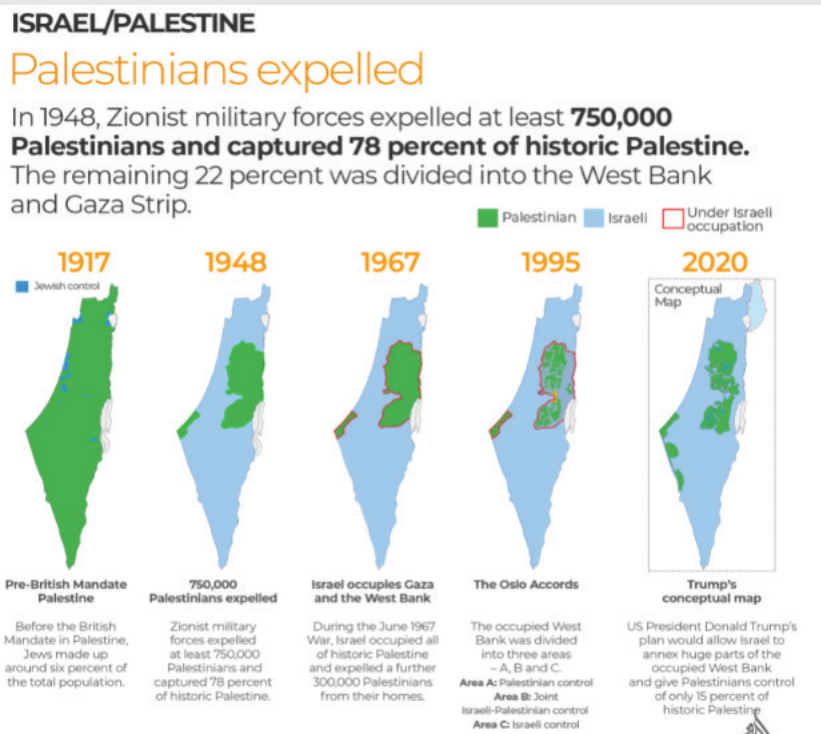 ISRAEL/PALESTINE
Palestinians expelled
In 1948, Zionist military forces expelled at least 750,000
Palestinians and captured 78 percent of historic Palestine.
The remaining 22 percent was divided into the West Bank
and Gaza Strip.
Palestinian
Israeli
Under Israeli
occupation
1917
Jewish control
Pre-British Mandate
Palestine
Before the British
Mandate in Palestine,
Jews made up
around six percent of
the total population.
1948
750,000
Palestinians expelled
Zionist military
forces expelled
at least 750,000
Palestinians and
captured 78 percent
of historic Palestine.
1967
Israel occupies Gaza
and the West Bank
During the June 1967
War, Israel occupied all
of historic Palestine
and expelled a further
300,000 Palestinians
from their homes.
1995
The Oslo Accords
The occupied West
Bank was divided
into three areas
– A, B and C.
Area A: Palestinian control
Area B: Joint
Israeli-Palestinian control
Area C: Israeli control
2020
Conceptual
Map
Trump's
conceptual map
US President Donald Trump's
plan would allow Israel to
annex huge parts of the
occupied West Bank
and give Palestinians control
of only 15 percent of
historic Palestine